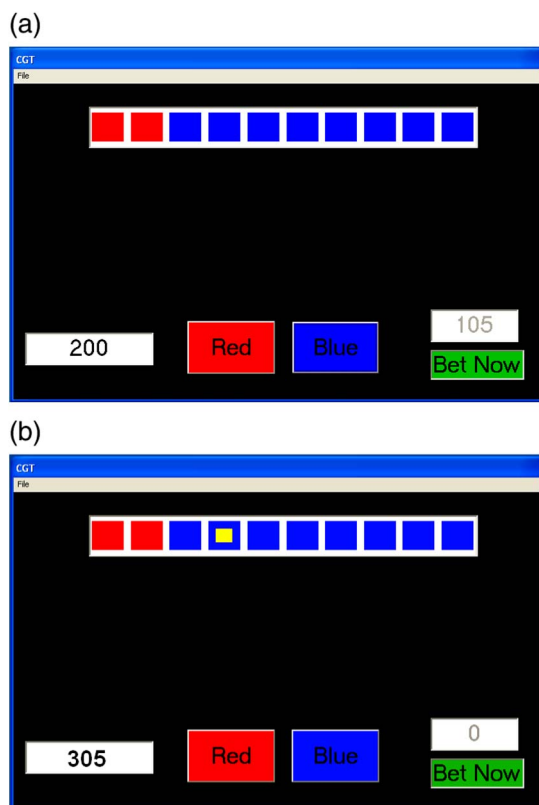 (a)
CGT
File
105
200
Red
Blue
Bet Now
(b)
CGT
File
0
305
Red
Blue
Bet Now